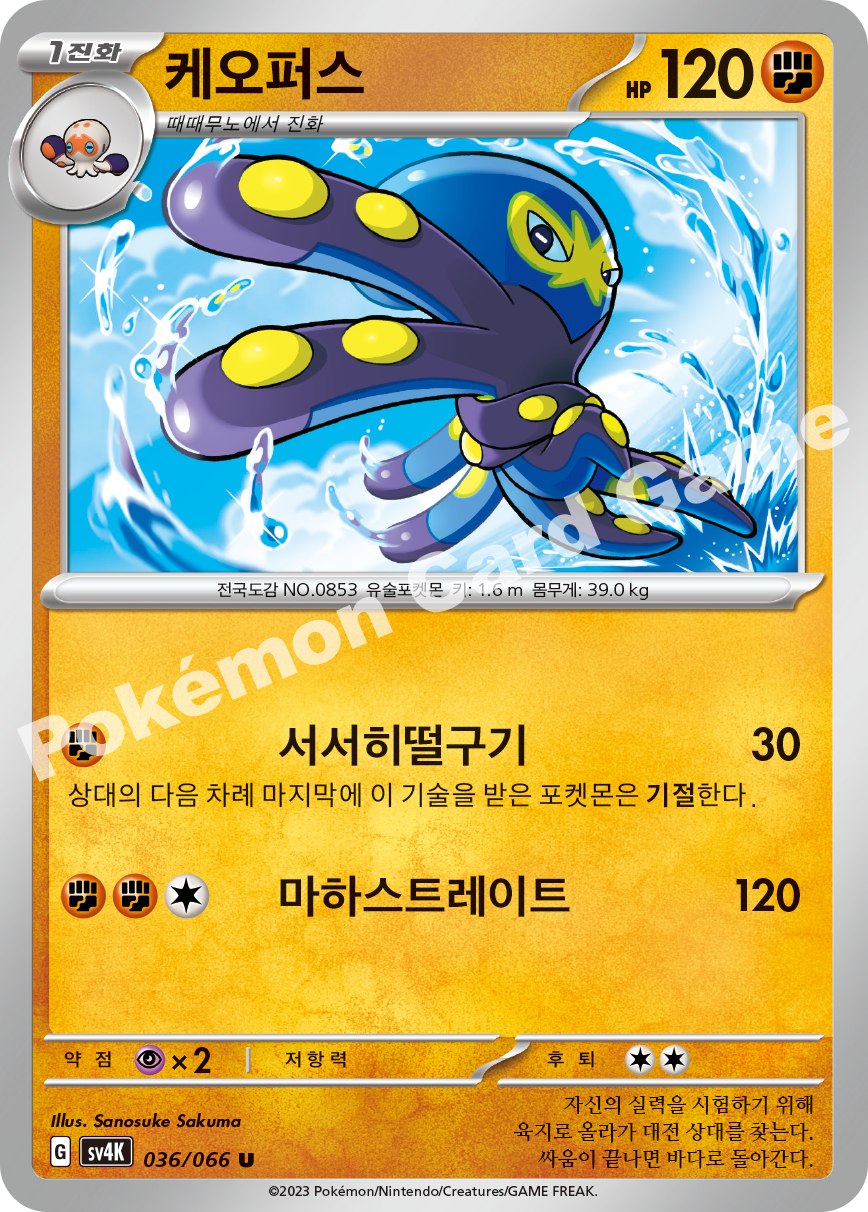 1진화
케오퍼스
HP 120
때때무노에서 진화
전국도감 NO.0853 유술포켓몬 키: 1.6 m 몸무게: 39.0 kg
서서히떨구기 30
상대의 다음 차례 마지막에 이 기술을 받은 포켓몬은 기절한다.
마하스트레이트 120
약점 ×2 저항력 후퇴
Illus. Sanosuke Sakuma
자신의 실력을 시험하기 위해
육지로 올라가 대전 상대를 찾는다.
싸움이 끝나면 바다로 돌아간다.
G SV4K 036/066 U
©2023 Pokémon/Nintendo/Creatures/GAME FREAK.
Pokémon Card Game